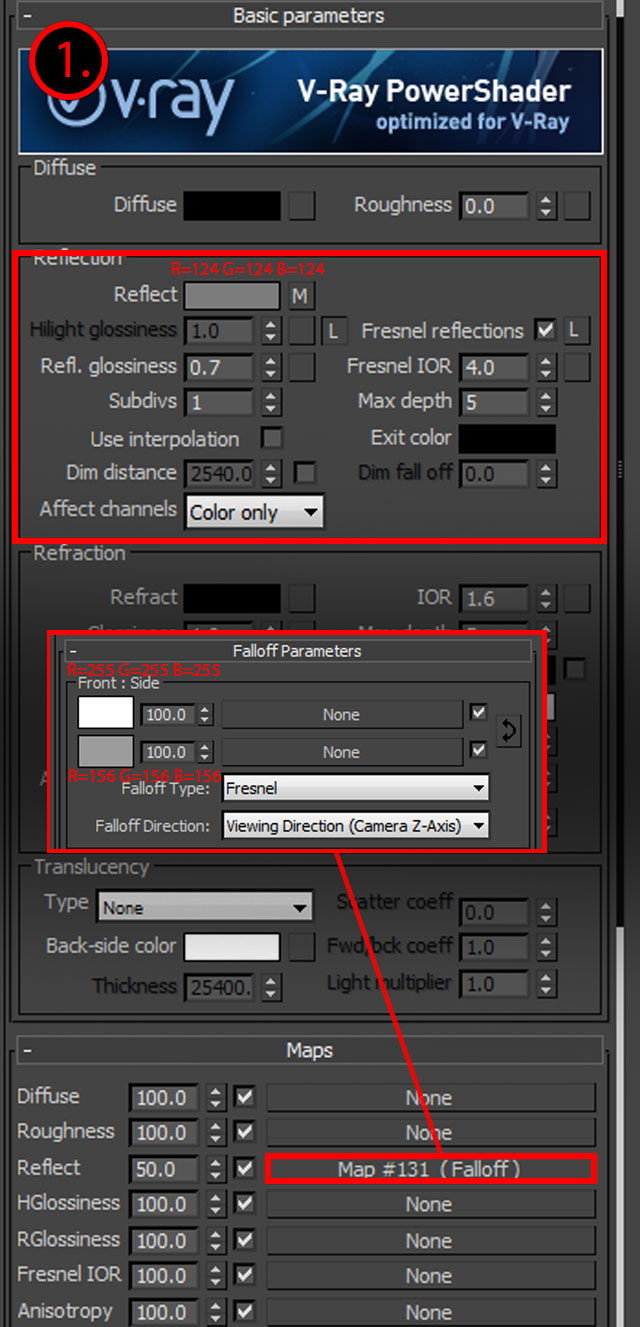 - Basic parameters
1.
v·ray V-Ray PowerShader
optimized for V-Ray
Diffuse
Diffuse Roughness 0.0
Reflection
R=124 G=124 B=124
Reflect M
Hilight glossiness 1.0 L Fresnel reflections L
Refl. glossiness 0.7 Fresnel IOR 4.0
Subdivs 1 Max depth 5
Use interpolation Exit color
Dim distance 2540.0 Dim fall off 0.0
Affect channels Color only
Refraction
Refract IOR 1.6
- Falloff Parameters
R=255 G=255 B=255
Front : Side
100.0 None
100.0 None
R=156 G=156 B=156
Falloff Type: Fresnel
Falloff Direction: Viewing Direction (Camera Z-Axis)
Translucency
Type None Scatter coeff 0.0
Back-side color Fwd/bck coeff 1.0
Thickness 25400. Light multiplier 1.0
- Maps
Diffuse 100.0 None
Roughness 100.0 None
Reflect 50.0 Map #131 (Falloff)
HGlossiness 100.0 None
RGlossiness 100.0 None
Fresnel IOR 100.0 None
Anisotropy 100.0 None